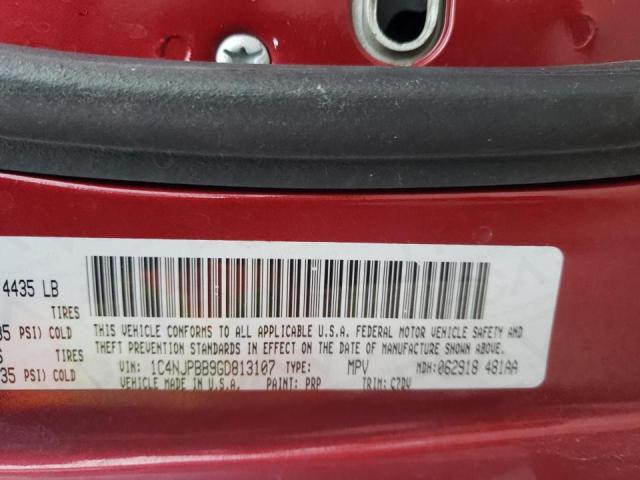 4435 LB
TIRES
35 PSI) COLD
TIRES
35 PSI) COLD
THIS VEHICLE CONFORMS TO ALL APPLICABLE U.S.A. FEDERAL MOTOR VEHICLE SAFETY AND
THEFT PREVENTION STANDARDS IN EFFECT ON THE DATE OF MANUFACTURE SHOWN ABOVE.
VIN: 1C4NJPBB9GD813107 TYPE: MPV MDH: 062918 481AA
VEHICLE MADE IN U.S.A. PAINT: PRP TRIM: C7DV